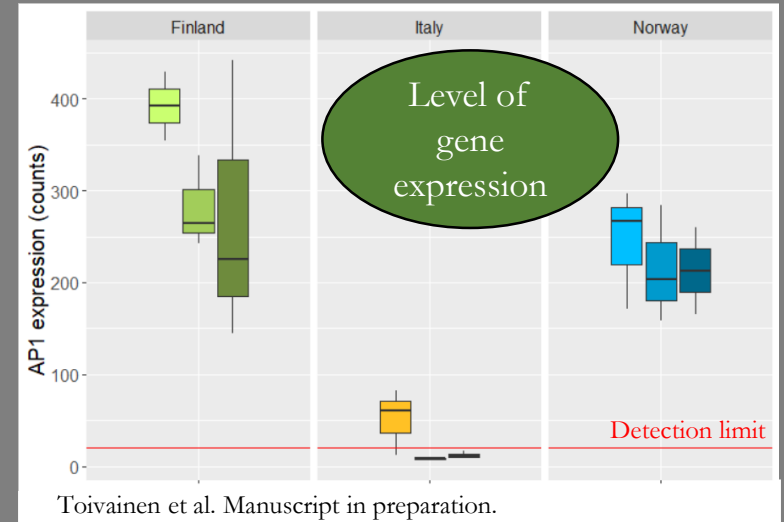 Finland
Italy
Norway
Level of
gene
expression
AP1 expression (counts)
400
300
200
100
0
Detection limit
Toivainen et al. Manuscript in preparation.